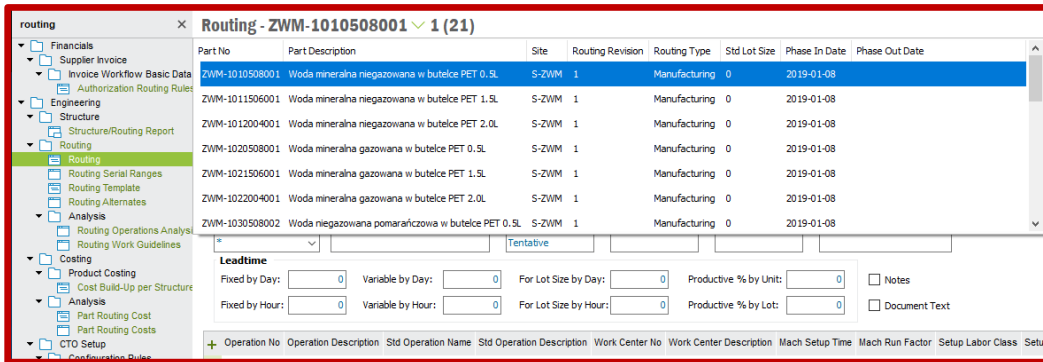 routing ×
Routing - ZWM-1010508001 1 (21)
Financials
Supplier Invoice
Invoice Workflow Basic Data
Authorization Routing Rules
Engineering
Structure
Structure/Routing Report
Routing
Routing
Routing Serial Ranges
Routing Template
Routing Alternates
Analysis
Routing Operations Analysi
Routing Work Guidelines
Costing
Product Costing
Cost Build-Up per Structure
Analysis
Part Routing Cost
Part Routing Costs
CTO Setup
Configuration Rules
Part No Part Description Site Routing Revision Routing Type Std Lot Size Phase In Date Phase Out Date
ZWM-1010508001 Woda mineralna niegazowana w butelce PET 0.5L S-ZWM 1 Manufacturing 0 2019-01-08
ZWM-1011506001 Woda mineralna niegazowana w butelce PET 1.5L S-ZWM 1 Manufacturing 0 2019-01-08
ZWM-1012004001 Woda mineralna niegazowana w butelce PET 2.0L S-ZWM 1 Manufacturing 0 2019-01-08
ZWM-1020508001 Woda mineralna gazowana w butelce PET 0.5L S-ZWM 1 Manufacturing 0 2019-01-08
ZWM-1021506001 Woda mineralna gazowana w butelce PET 1.5L S-ZWM 1 Manufacturing 0 2019-01-08
ZWM-1022004001 Woda mineralna gazowana w butelce PET 2.0L S-ZWM 1 Manufacturing 0 2019-01-08
ZWM-1030508002 Woda niegazowana pomarańczowa w butelce PET 0.5L S-ZWM 1 Manufacturing 0 2019-01-08
* Tentative
Leadtime
Fixed by Day: 0 Variable by Day: 0 For Lot Size by Day: 0 Productive % by Unit: 0 Notes
Fixed by Hour: 0 Variable by Hour: 0 For Lot Size by Hour: 0 Productive % by Lot: 0 Document Text
+ Operation No Operation Description Std Operation Name Std Operation Description Work Center No Work Center Description Mach Setup Time Mach Run Factor Setup Labor Class Setu